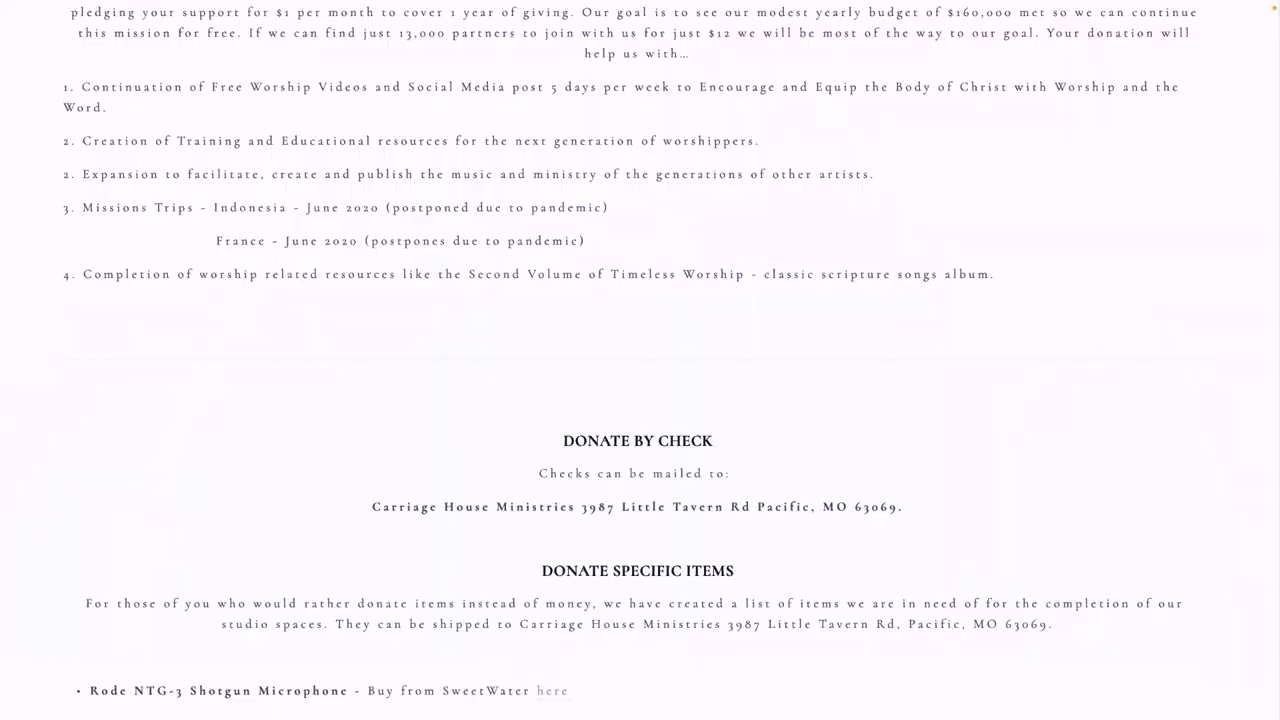 pledging your support for $1 per month to cover 1 year of giving. Our goal is to see our modest yearly budget of $160,000 met so we can continue
this mission for free. If we can find just 13,000 partners to join with us for just $12 we will be most of the way to our goal. Your donation will
help us with…
1. Continuation of Free Worship Videos and Social Media post 5 days per week to Encourage and Equip the Body of Christ with Worship and the
Word.
2. Creation of Training and Educational resources for the next generation of worshippers.
2. Expansion to facilitate, create and publish the music and ministry of the generations of other artists.
3. Missions Trips - Indonesia - June 2020 (postponed due to pandemic)
France - June 2020 (postpones due to pandemic)
4. Completion of worship related resources like the Second Volume of Timeless Worship - classic scripture songs album.
DONATE BY CHECK
Checks can be mailed to:
Carriage House Ministries 3987 Little Tavern Rd Pacific, MO 63069.
DONATE SPECIFIC ITEMS
For those of you who would rather donate items instead of money, we have created a list of items we are in need of for the completion of our
studio spaces. They can be shipped to Carriage House Ministries 3987 Little Tavern Rd, Pacific, MO 63069.
• Rode NTG-3 Shotgun Microphone - Buy from SweetWater here